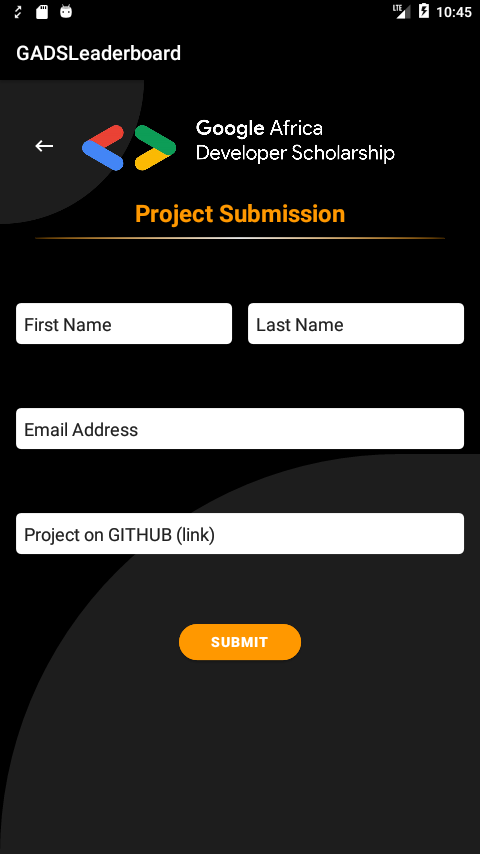 LTE 10:45
GADSLeaderboard
Google Africa
Developer Scholarship
Project Submission
First Name Last Name
Email Address
Project on GITHUB (link)
SUBMIT